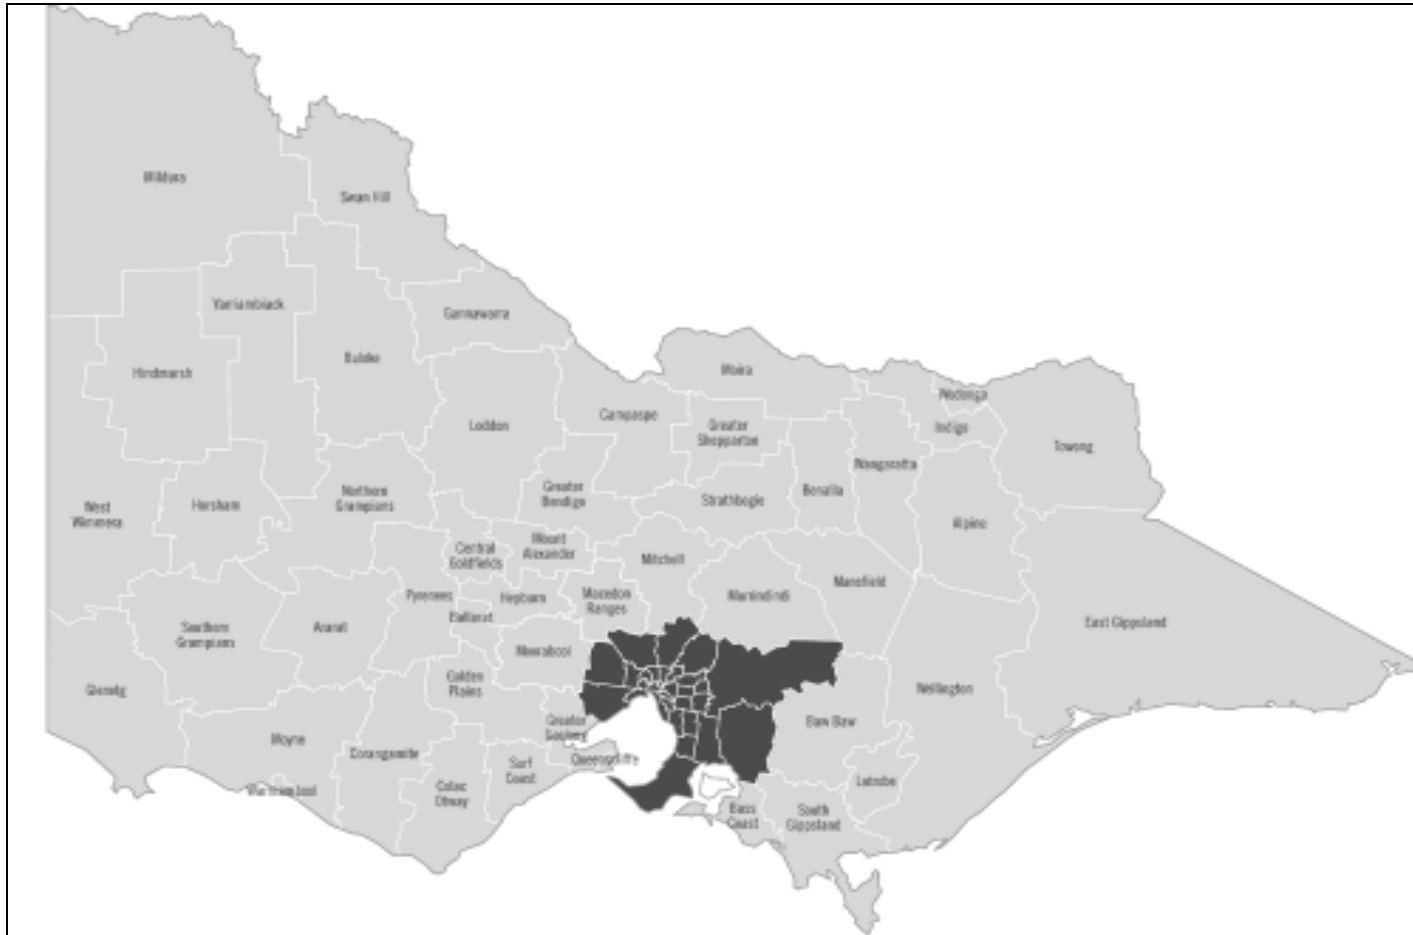 Mildura
Swan Hill
Yarriambiack
Gannawarra
Buloke
Hindmarsh
Moira
Wodonga
Campaspe
Loddon
Greater
Shepparton
Indigo
Towong
Wangaratta
Northern
Grampians
Greater
Bendigo
Benalla
Strathbogie
Horsham
West
Wimmera
Alpine
Mount
Alexander
Central
Goldfields
Mitchell
Mansfield
Murrindindi
Pyrenees
Hepburn
Macedon
Ranges
Ballarat
East Gippsland
Southern
Grampians
Ararat
Moorabool
Golden
Plains
Glenelg
Wellington
Baw Baw
Greater
Geelong
Moyne
Corangamite
Queenscliffe
Surf
Coast
Latrobe
Colac
Otway
Warrnambool
Bass
Coast
South
Gippsland